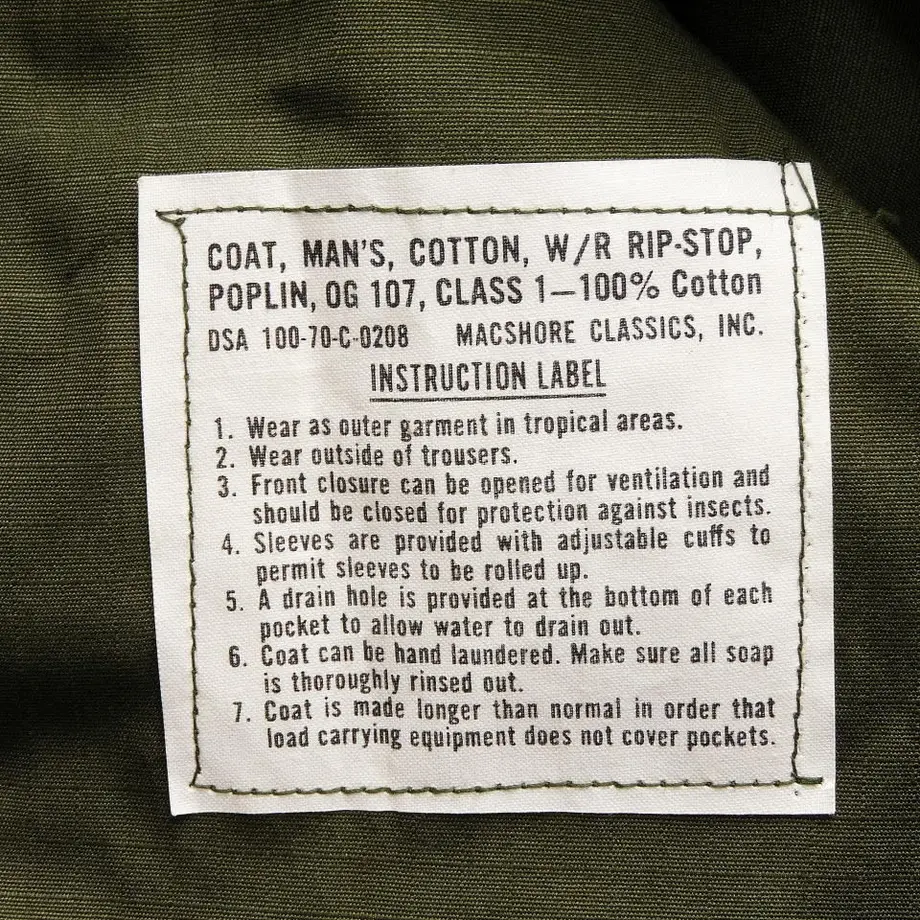 COAT, MAN'S, COTTON, W/R RIP-STOP,
POPLIN, OG 107, CLASS 1—100% Cotton
DSA 100-70-C-0208 MACSHORE CLASSICS, INC.
INSTRUCTION LABEL
1. Wear as outer garment in tropical areas.
2. Wear outside of trousers.
3. Front closure can be opened for ventilation and
should be closed for protection against insects.
4. Sleeves are provided with adjustable cuffs to
permit sleeves to be rolled up.
5. A drain hole is provided at the bottom of each
pocket to allow water to drain out.
6. Coat can be hand laundered. Make sure all soap
is thoroughly rinsed out.
7. Coat is made longer than normal in order that
load carrying equipment does not cover pockets.